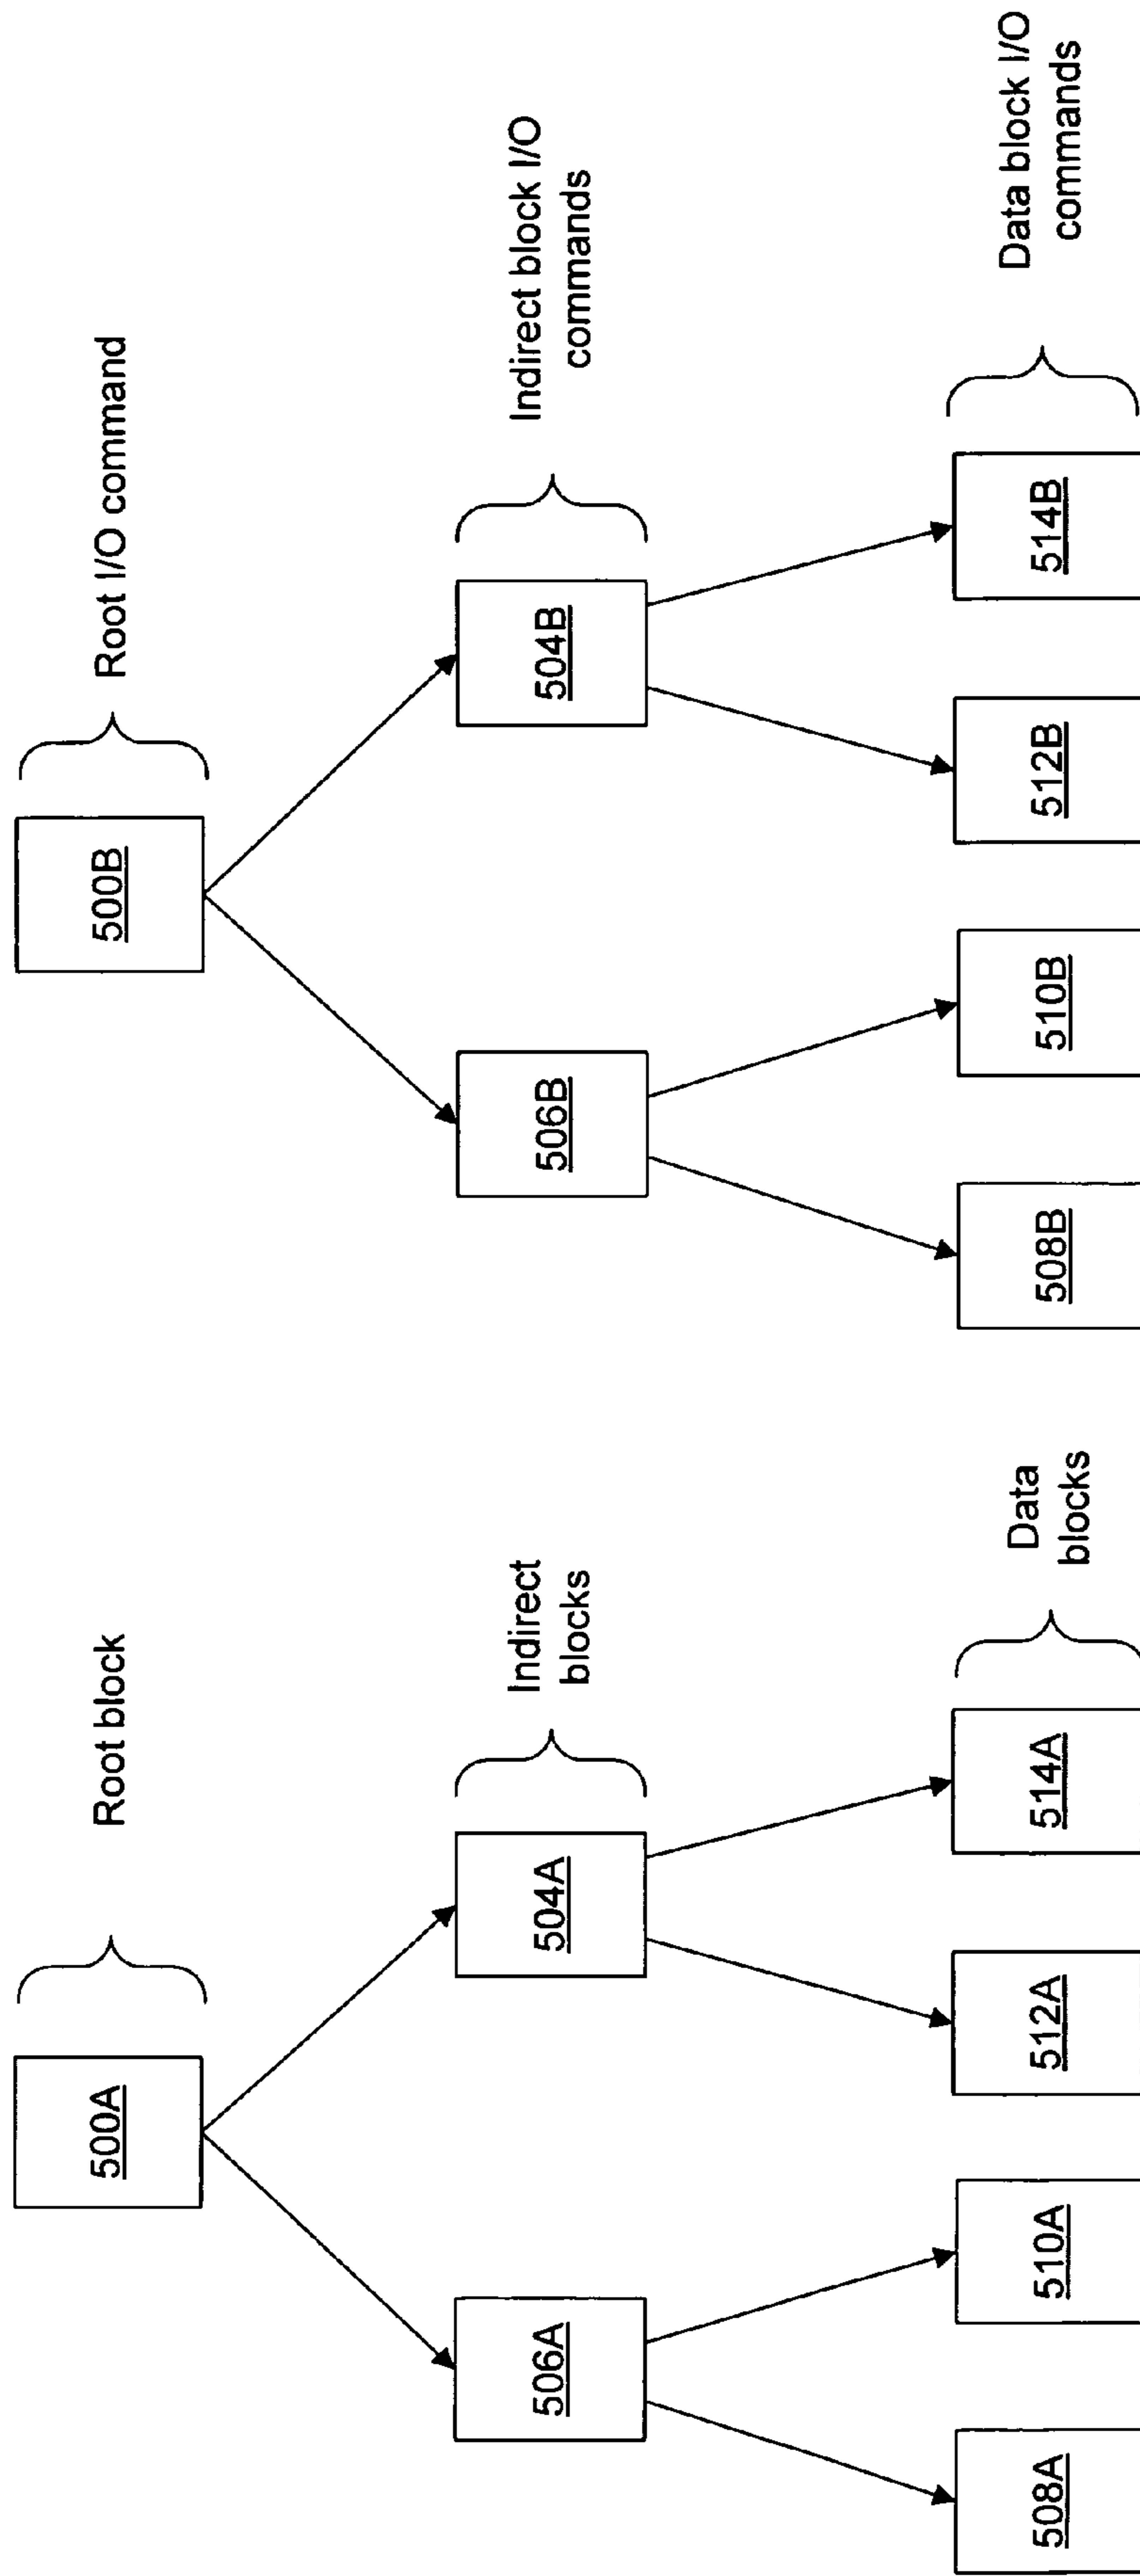 Root block
500A
Indirect
blocks
506A
504A
Data
blocks
508A
510A
512A
514A
Root I/O command
500B
Indirect block I/O
commands
506B
504B
Data block I/O
commands
508B
510B
512B
514B